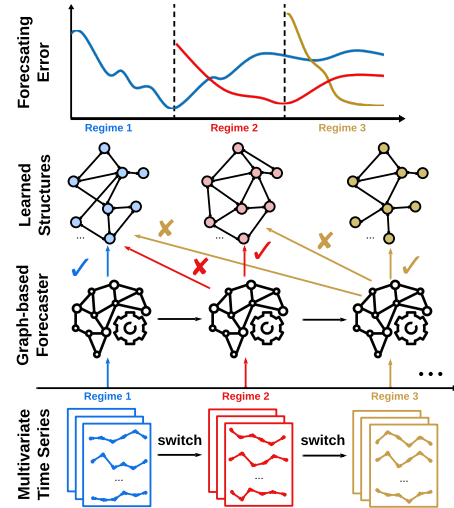 Forecsating
Error
Regime 1
Regime 2
Regime 3
Learned
Structures
...
...
...
Graph-based
Forecaster
...
Regime 1
Regime 2
Regime 3
Multivariate
Time Series
switch
switch
...
...
...